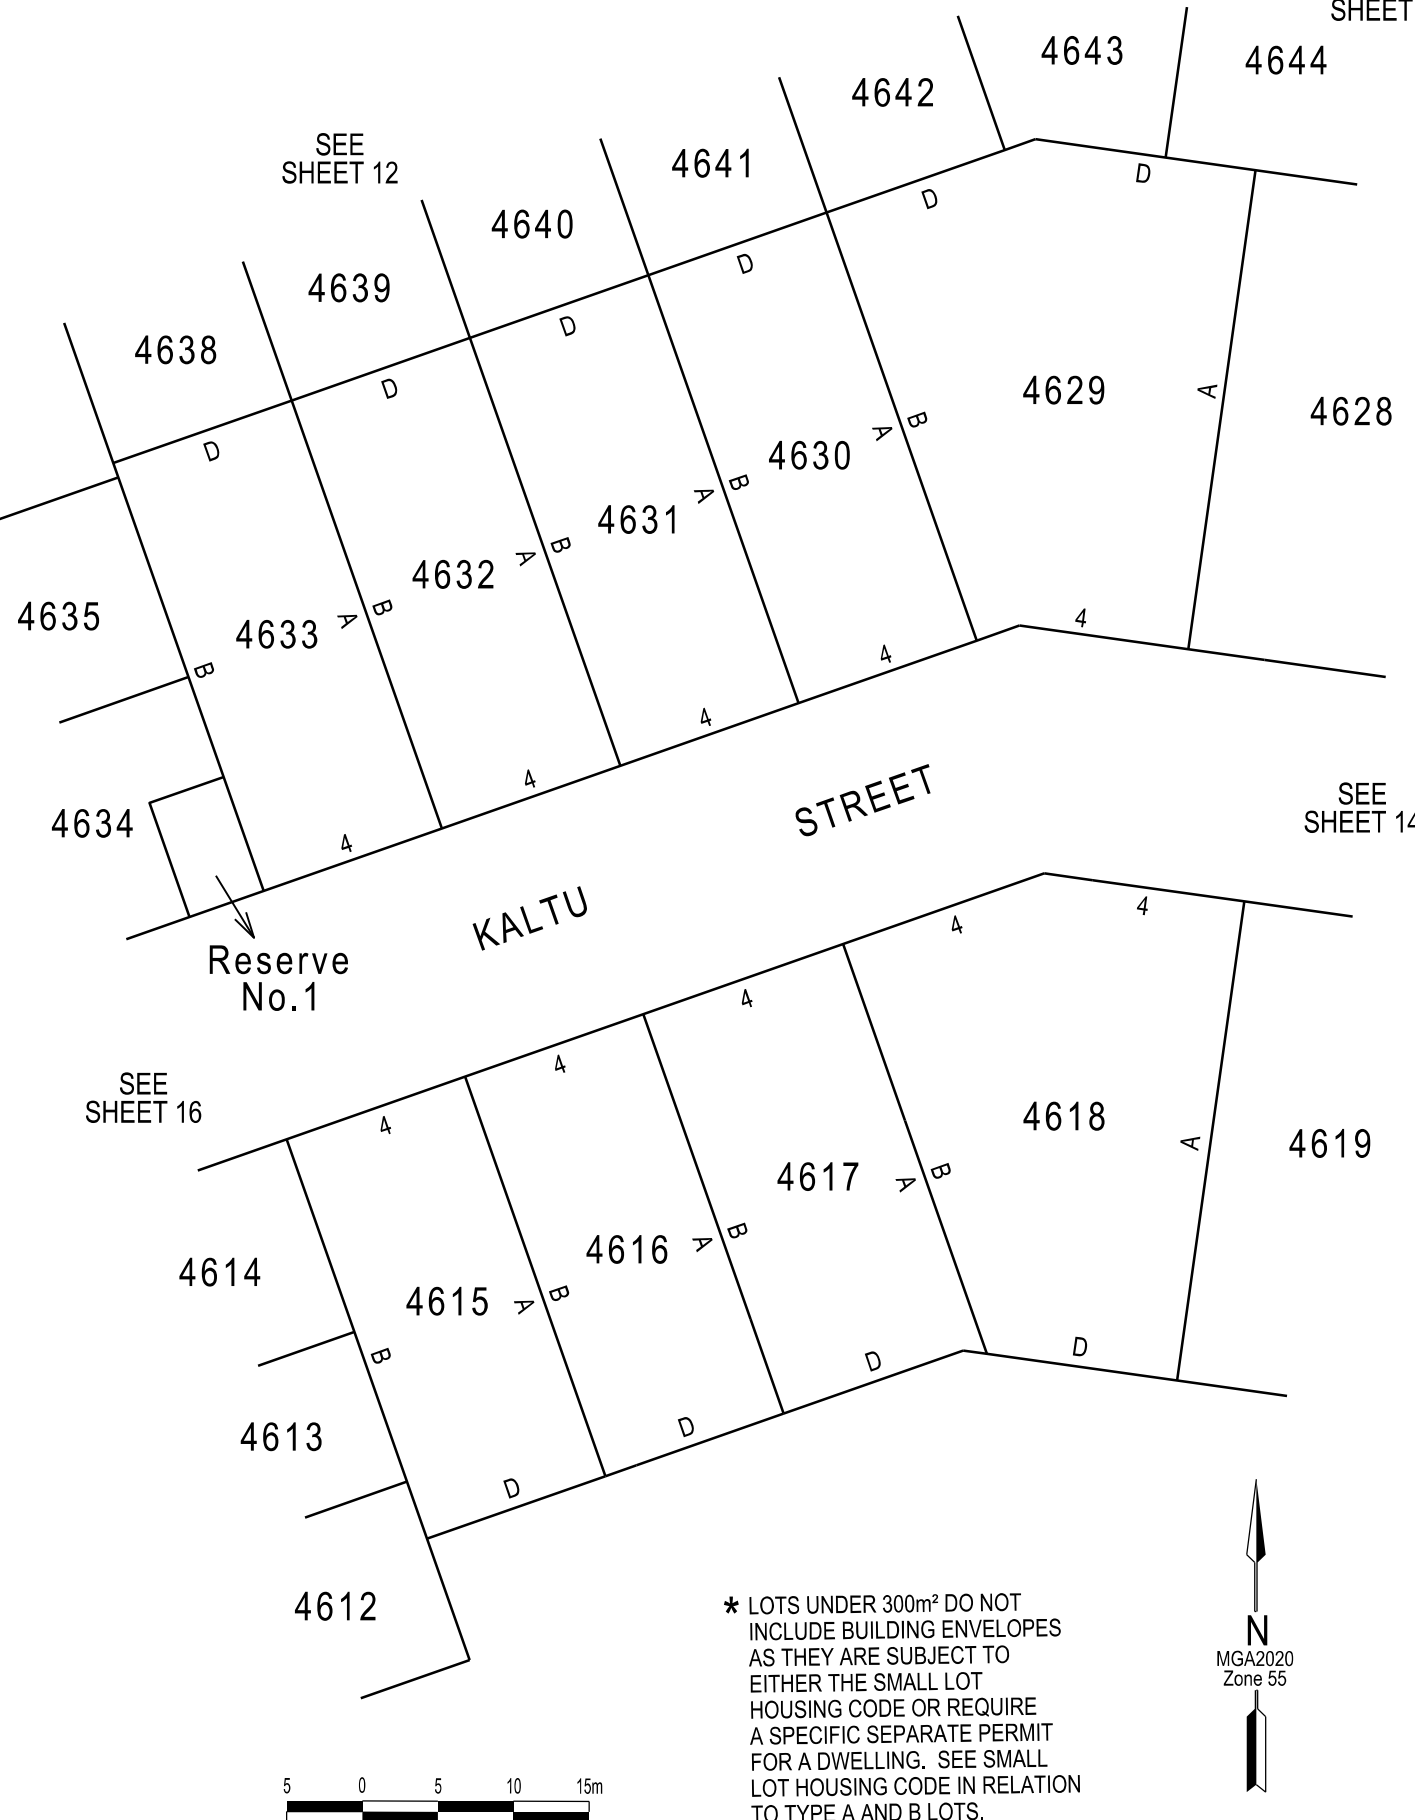 SHEET
4643
4644
4642
SEE
SHEET 12
4641
D
D
4640
D
4639
D
4638
D
D
4629
A
4628
B
A
4630
B
A
4631
B
A
4632
B
A
4633
4635
B
4
4
4
4
4
4634
STREET
SEE
SHEET 14
KALTU
4
4
Reserve
No.1
4
4
4
SEE
SHEET 16
4618
A
4619
B
A
4617
B
A
4616
B
A
4615
4614
B
D
D
D
D
4613
4612
* LOTS UNDER 300m² DO NOT
INCLUDE BUILDING ENVELOPES
AS THEY ARE SUBJECT TO
EITHER THE SMALL LOT
HOUSING CODE OR REQUIRE
A SPECIFIC SEPARATE PERMIT
FOR A DWELLING. SEE SMALL
LOT HOUSING CODE IN RELATION
TO TYPE A AND B LOTS.
N
MGA2020
Zone 55
5 0 5 10 15m